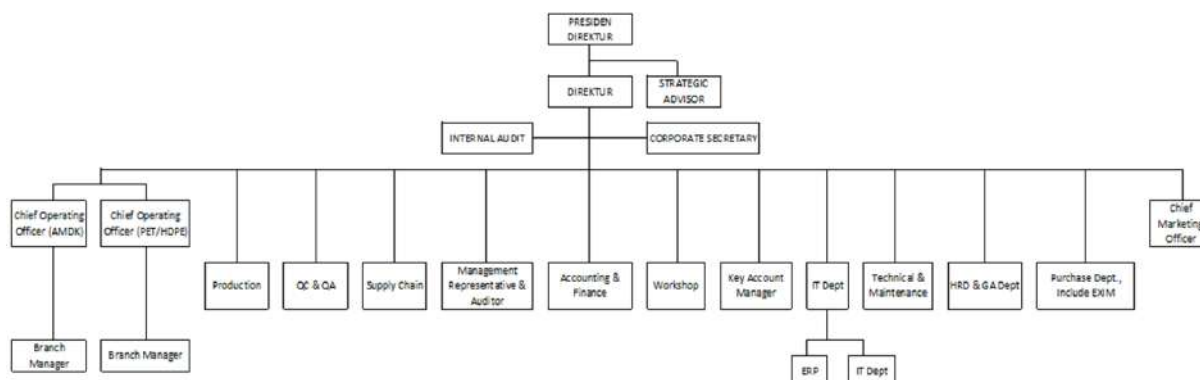 PRESIDEN
DIREKTUR
DIREKTUR
STRATEGIC
ADVISOR
INTERNAL AUDIT
CORPORATE SECRETARY
Chief Operating
Officer (AMDK)
Chief Operating
Officer (PET/HDPE)
Chief
Marketing
Officer
Production
QC & QA
Supply Chain
Management
Representative &
Auditor
Accounting &
Finance
Workshop
Key Account
Manager
IT Dept
Technical &
Maintenance
HRD & GA Dept
Purchase Dept.,
Include EXIM
Branch
Manager
Branch Manager
ERP
IT Dept